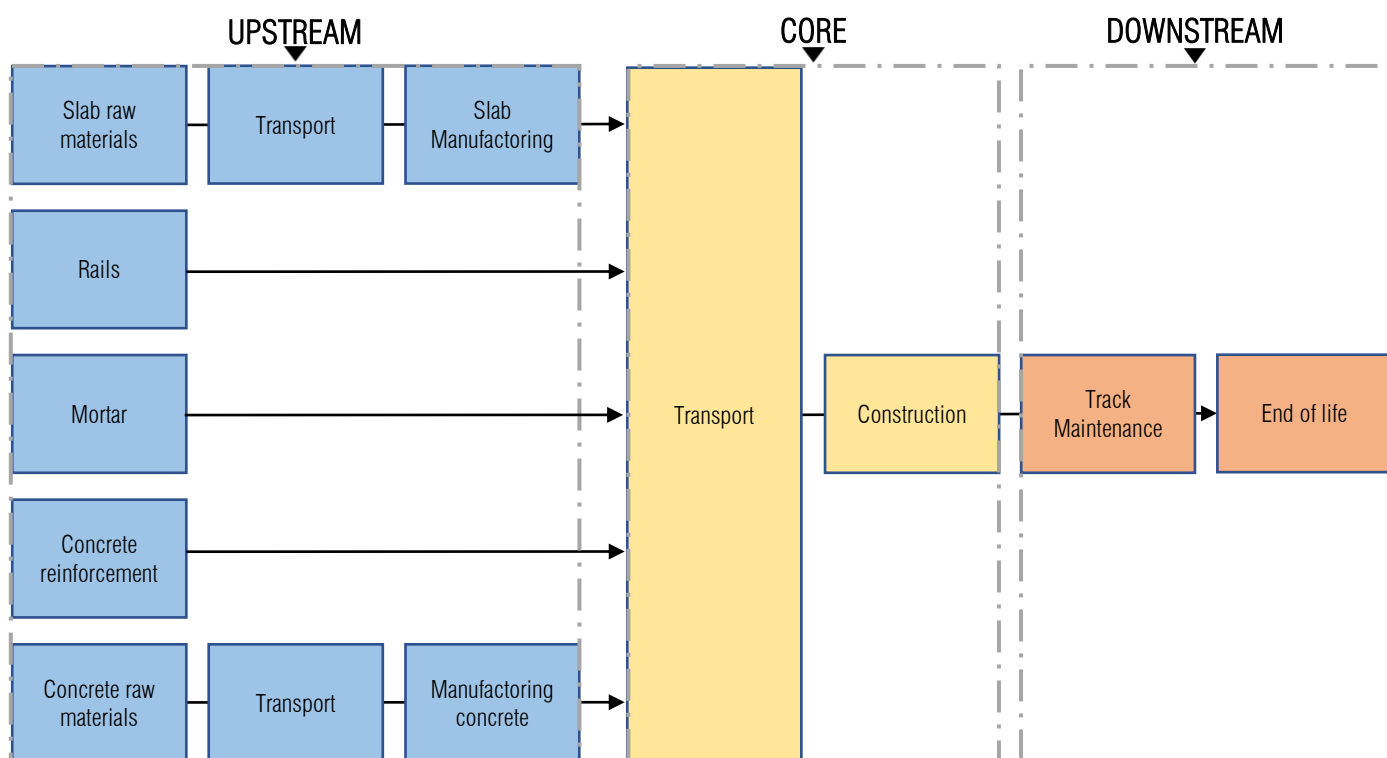 UPSTREAM
CORE
DOWNSTREAM
Slab raw
materials
Transport
Slab
Manufactoring
Rails
Mortar
Transport
Construction
Track
Maintenance
End of life
Concrete
reinforcement
Concrete raw
materials
Transport
Manufactoring
concrete